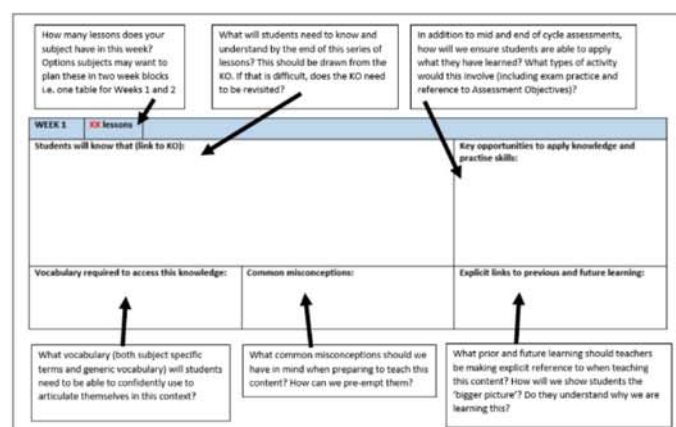 How many lessons does your
subject have in this week?
Options subjects may want to
plan these in two week blocks
i.e. one table for Weeks 1 and 2
What will students need to know and
understand by the end of this series of
lessons? This should be drawn from the
KO. If that is difficult, does the KO need
to be revisited?
In addition to mid and end of cycle assessments,
how will we ensure students are able to apply
what they have learned? What types of activity
would this involve (including exam practice and
reference to Assessment Objectives)?
WEEK 1 XX lessons
Students will know that (link to KO):
Key opportunities to apply knowledge and
practise skills:
Vocabulary required to access this knowledge:
Common misconceptions:
Explicit links to previous and future learning:
What vocabulary (both subject specific
terms and generic vocabulary) will students
need to be able to confidently use to
articulate themselves in this context?
What common misconceptions should we
have in mind when preparing to teach this
content? How can we pre-empt them?
What prior and future learning should teachers
be making explicit reference to when teaching
this content? How will we show students the
'bigger picture'? Do they understand why we are
learning this?